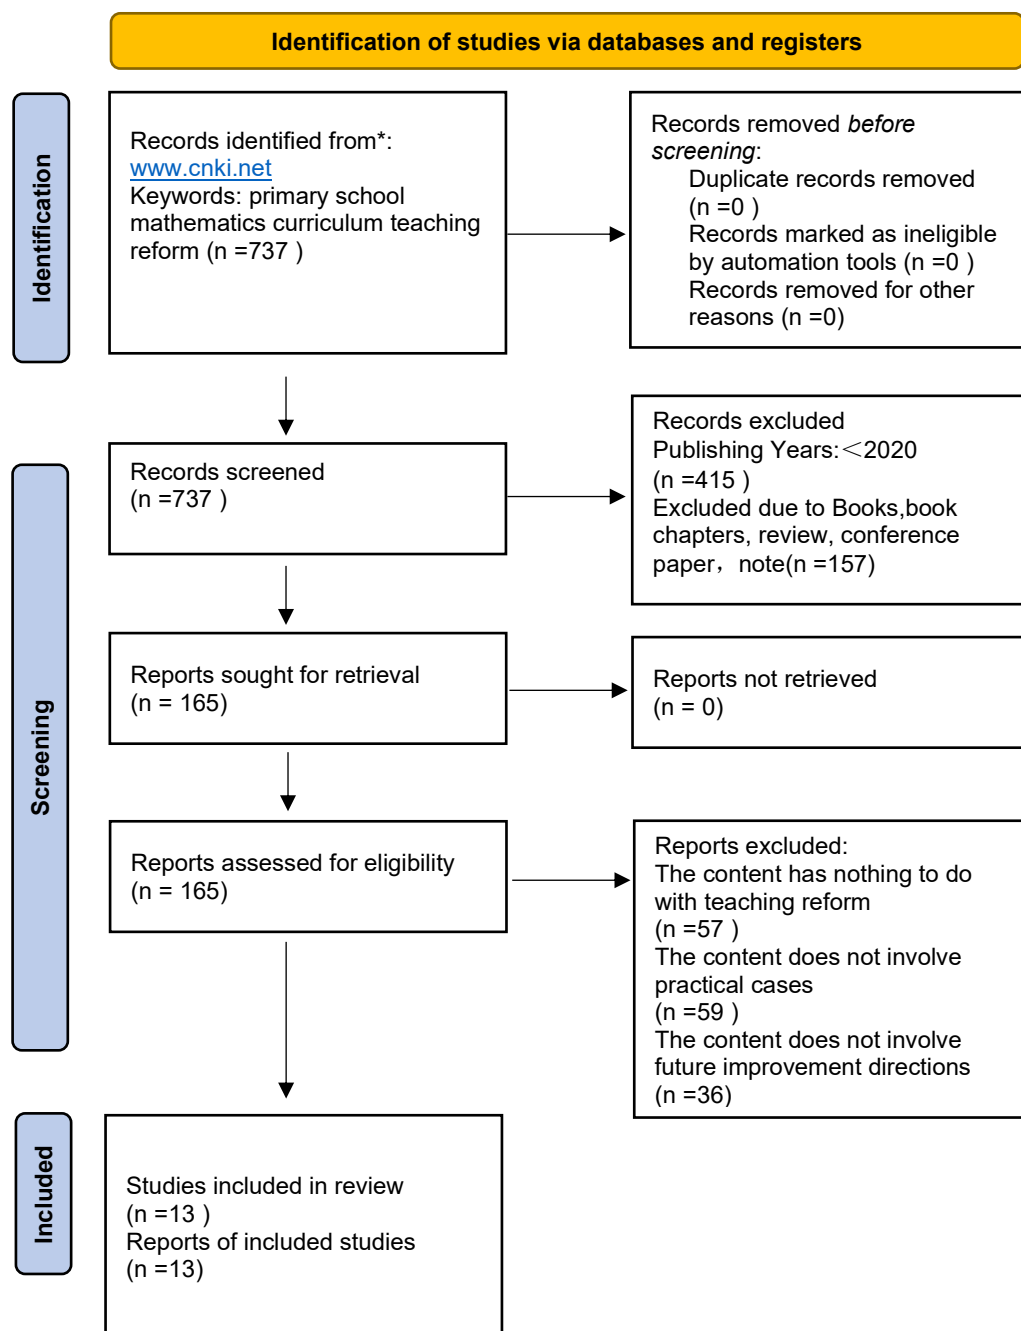 Identification of studies via databases and registers
Identification
Records identified from*:
www.cnki.net
Keywords: primary school
mathematics curriculum teaching
reform (n =737 )
Records removed before
screening:
Duplicate records removed
(n =0 )
Records marked as ineligible
by automation tools (n =0 )
Records removed for other
reasons (n =0)
Screening
Records screened
(n =737 )
Records excluded
Publishing Years:＜2020
(n =415 )
Excluded due to Books,book
chapters, review, conference
paper，note(n =157)
Reports sought for retrieval
(n = 165)
Reports not retrieved
(n = 0)
Reports assessed for eligibility
(n = 165)
Reports excluded:
The content has nothing to do
with teaching reform
(n =57 )
The content does not involve
practical cases
(n =59 )
The content does not involve
future improvement directions
(n =36)
Included
Studies included in review
(n =13 )
Reports of included studies
(n =13)